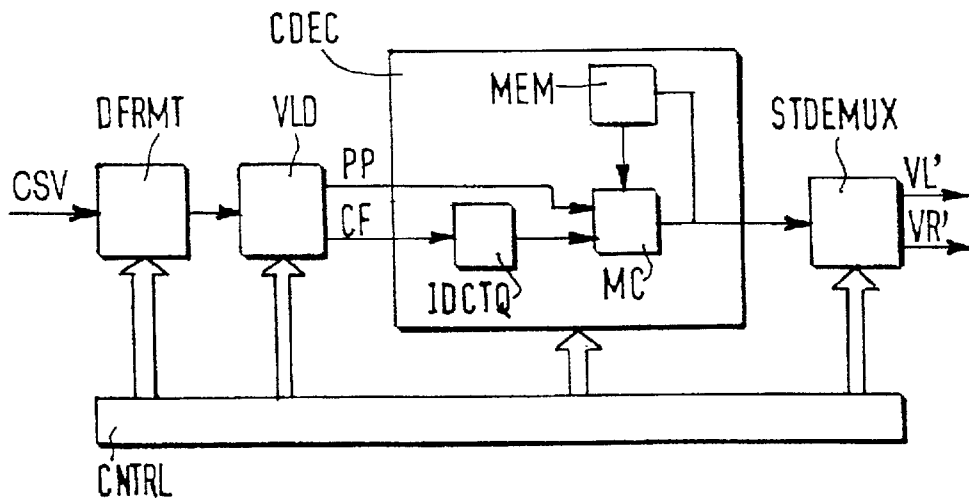 CDEC
MEM
DFRMT
VLD
STDEMUX
PP
VL'
CSV
CF
VR'
IDCTQ
MC
CNTRL